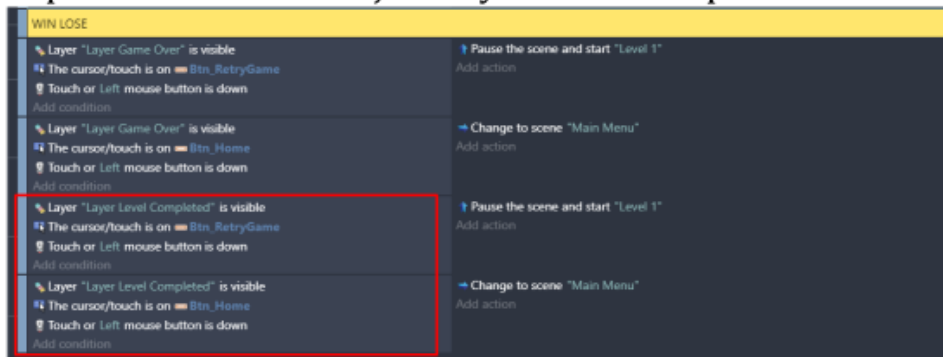 WIN LOSE
Layer "Layer Game Over" is visible
The cursor/touch is on Btn_RetryGame
Touch or Left mouse button is down
Add condition
Pause the scene and start "Level 1"
Add action
Layer "Layer Game Over" is visible
The cursor/touch is on Btn_Home
Touch or Left mouse button is down
Add condition
Change to scene "Main Menu"
Add action
Layer "Layer Level Completed" is visible
The cursor/touch is on Btn_RetryGame
Touch or Left mouse button is down
Add condition
Pause the scene and start "Level 1"
Add action
Layer "Layer Level Completed" is visible
The cursor/touch is on Btn_Home
Touch or Left mouse button is down
Add condition
Change to scene "Main Menu"
Add action